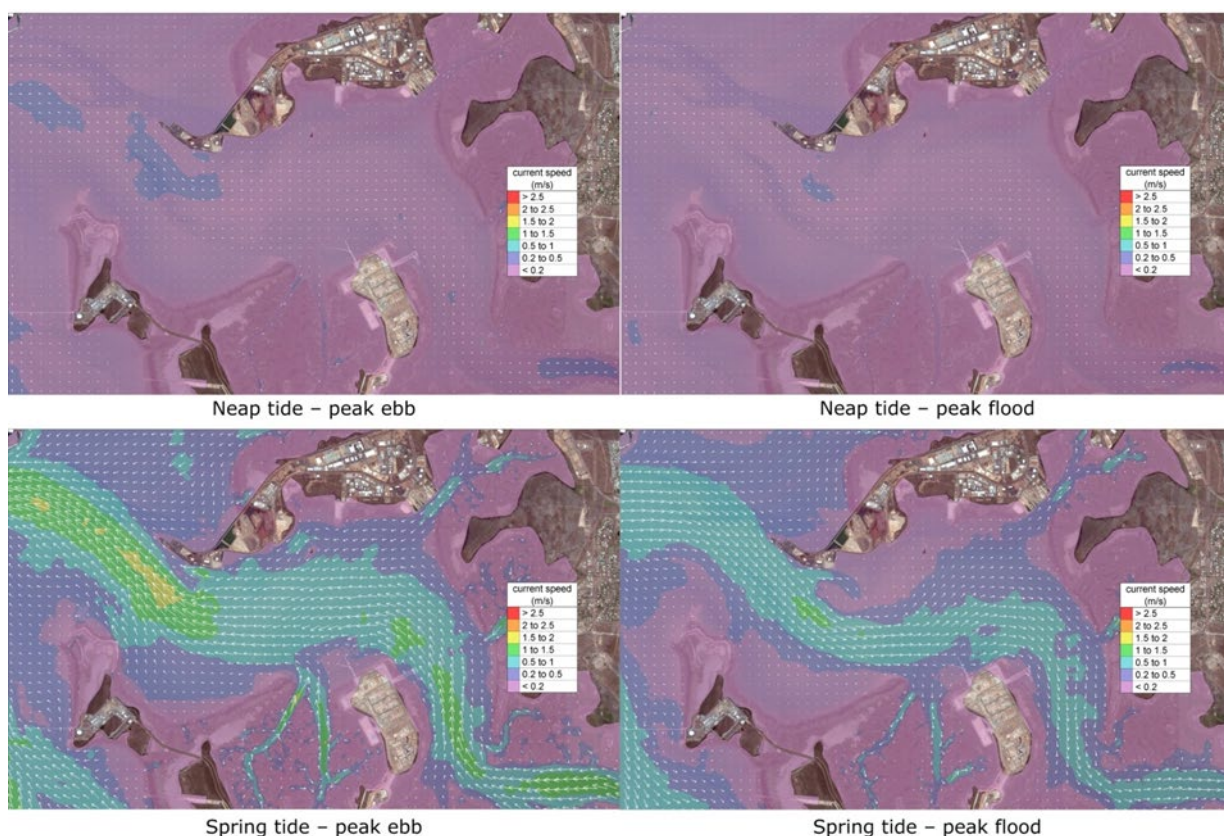 current speed
(m/s)
> 2.5
2 to 2.5
1.5 to 2
1 to 1.5
0.5 to 1
0.2 to 0.5
< 0.2
current speed
(m/s)
> 2.5
2 to 2.5
1.5 to 2
1 to 1.5
0.5 to 1
0.2 to 0.5
< 0.2
Neap tide – peak ebb
Neap tide – peak flood
current speed
(m/s)
> 2.5
2 to 2.5
1.5 to 2
1 to 1.5
0.5 to 1
0.2 to 0.5
< 0.2
current speed
(m/s)
> 2.5
2 to 2.5
1.5 to 2
1 to 1.5
0.5 to 1
0.2 to 0.5
< 0.2
Spring tide – peak ebb
Spring tide – peak flood